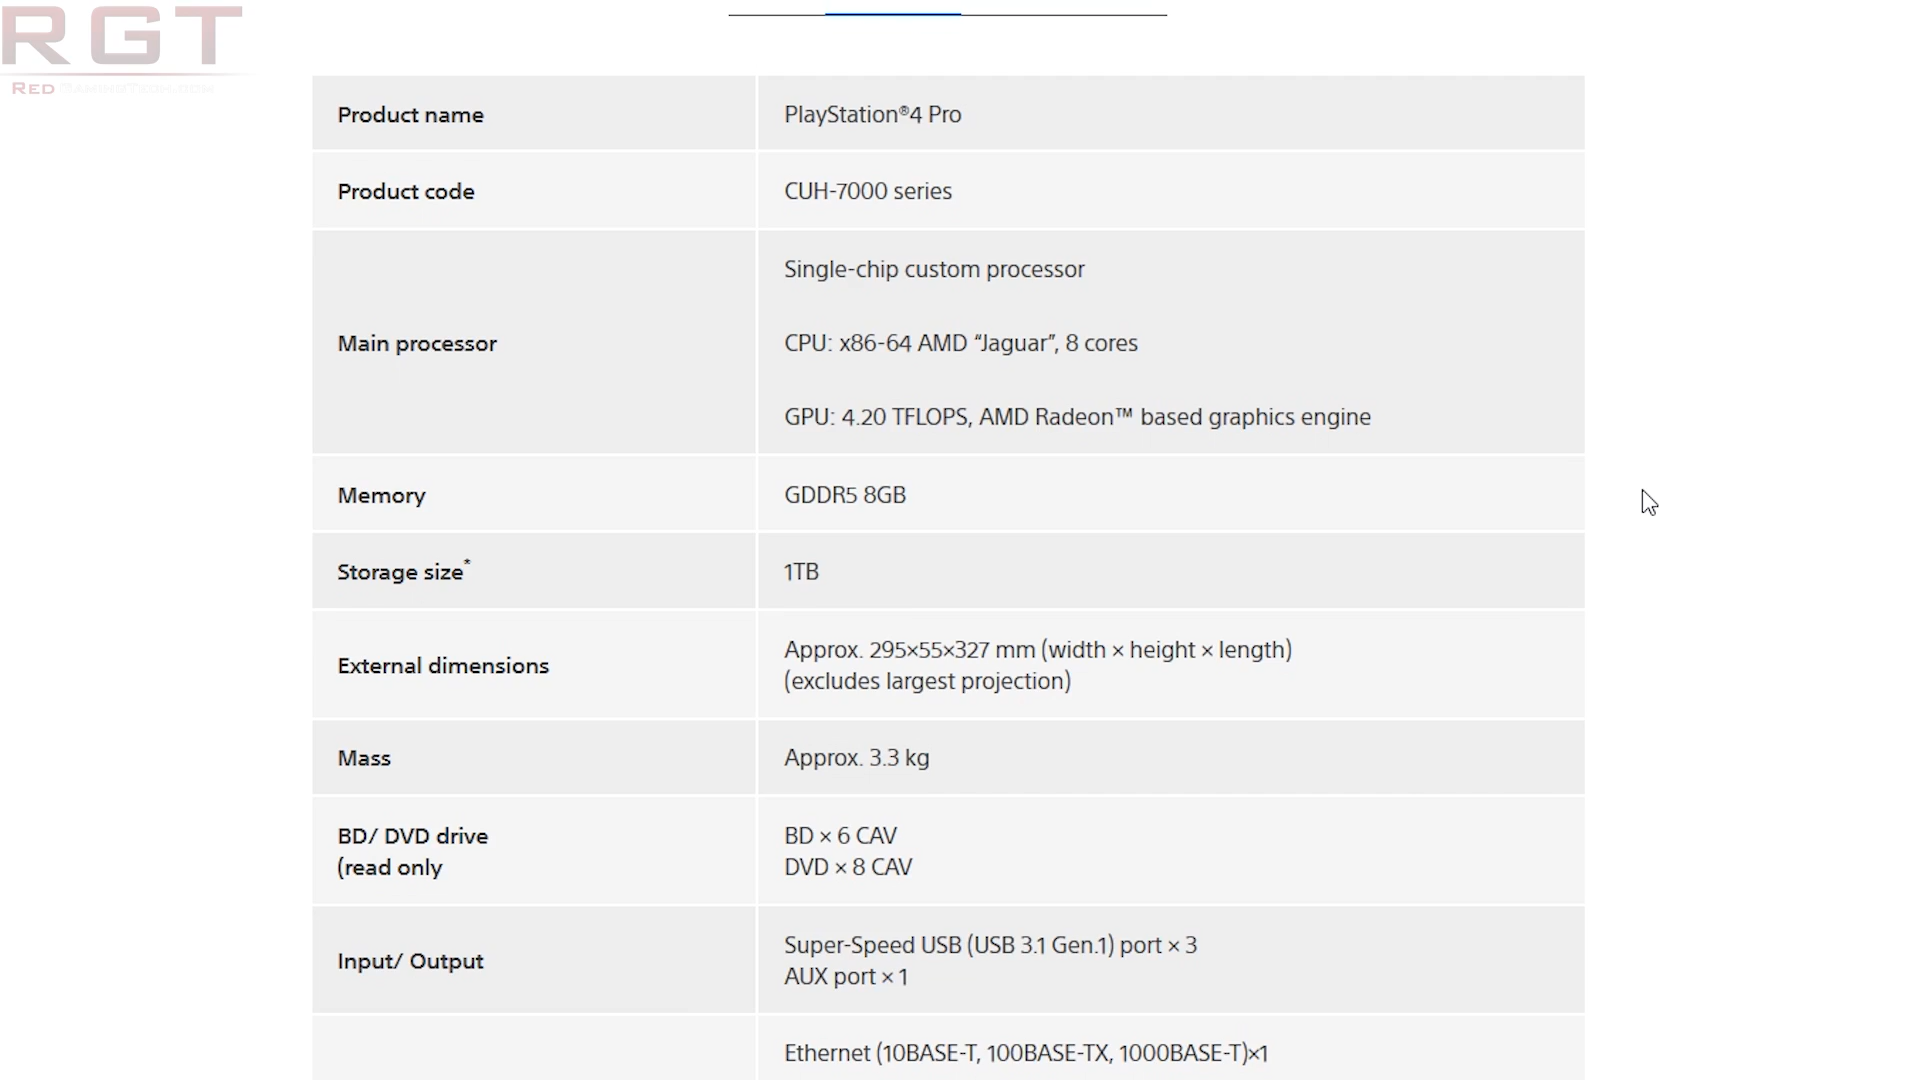 RGT
RED GAMINGTECH.COM
Product name
PlayStation®4 Pro
Product code
CUH-7000 series
Main processor
Single-chip custom processor
CPU: x86-64 AMD “Jaguar”, 8 cores
GPU: 4.20 TFLOPS, AMD Radeon™ based graphics engine
Memory
GDDR5 8GB
Storage size*
1TB
External dimensions
Approx. 295×55×327 mm (width × height × length)
(excludes largest projection)
Mass
Approx. 3.3 kg
BD/ DVD drive
(read only
BD × 6 CAV
DVD × 8 CAV
Input/ Output
Super-Speed USB (USB 3.1 Gen.1) port × 3
AUX port × 1
Ethernet (10BASE-T, 100BASE-TX, 1000BASE-T)×1